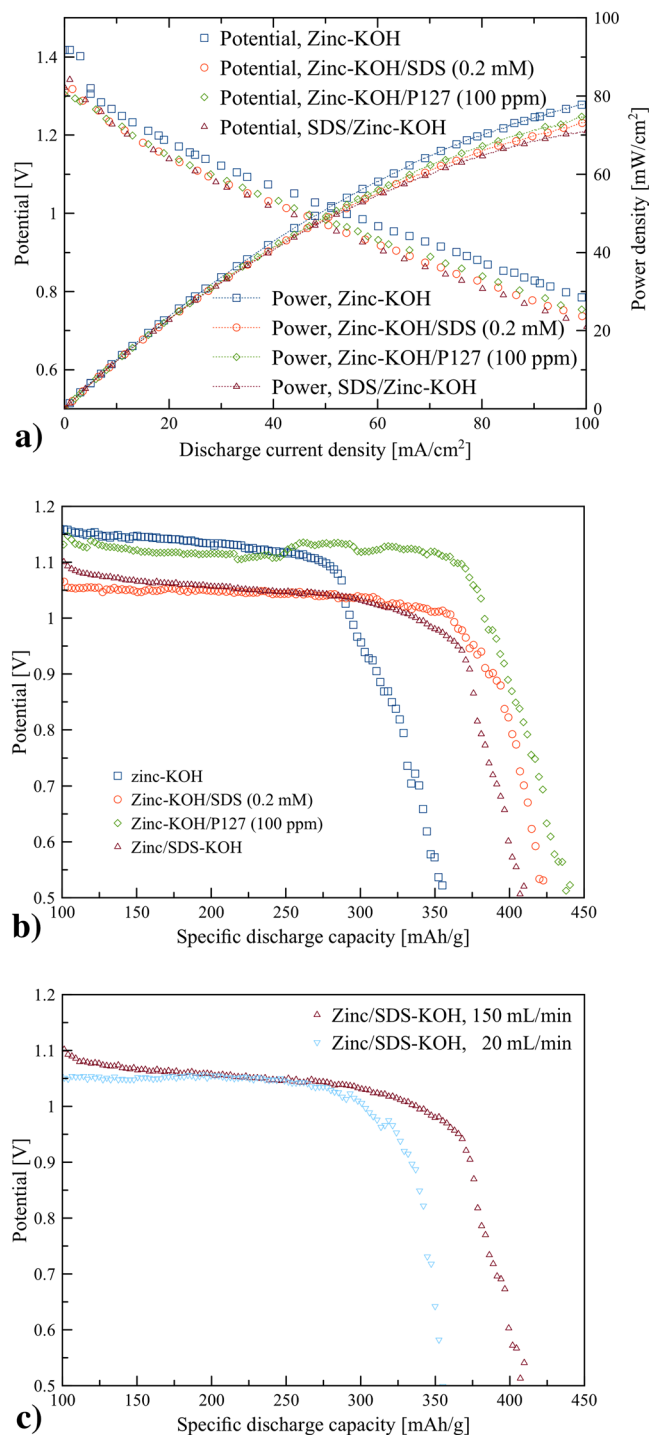 Potential, Zinc-KOH
Potential, Zinc-KOH/SDS (0.2 mM)
Potential, Zinc-KOH/P127 (100 ppm)
Potential, SDS/Zinc-KOH
Power, Zinc-KOH
Power, Zinc-KOH/SDS (0.2 mM)
Power, Zinc-KOH/P127 (100 ppm)
Power, SDS/Zinc-KOH
1.4
1.2
1
0.8
0.6
Potential [V]
100
80
60
40
20
0
Power density [mW/cm²]
0 20 40 60 80 100
Discharge current density [mA/cm²]
a)
1.2
1.1
1
0.9
0.8
0.7
0.6
0.5
Potential [V]
zinc-KOH
Zinc-KOH/SDS (0.2 mM)
Zinc-KOH/P127 (100 ppm)
Zinc/SDS-KOH
100 150 200 250 300 350 400 450
Specific discharge capacity [mAh/g]
b)
1.2
1.1
1
0.9
0.8
0.7
0.6
0.5
Potential [V]
Zinc/SDS-KOH, 150 mL/min
Zinc/SDS-KOH, 20 mL/min
100 150 200 250 300 350 400 450
Specific discharge capacity [mAh/g]
c)